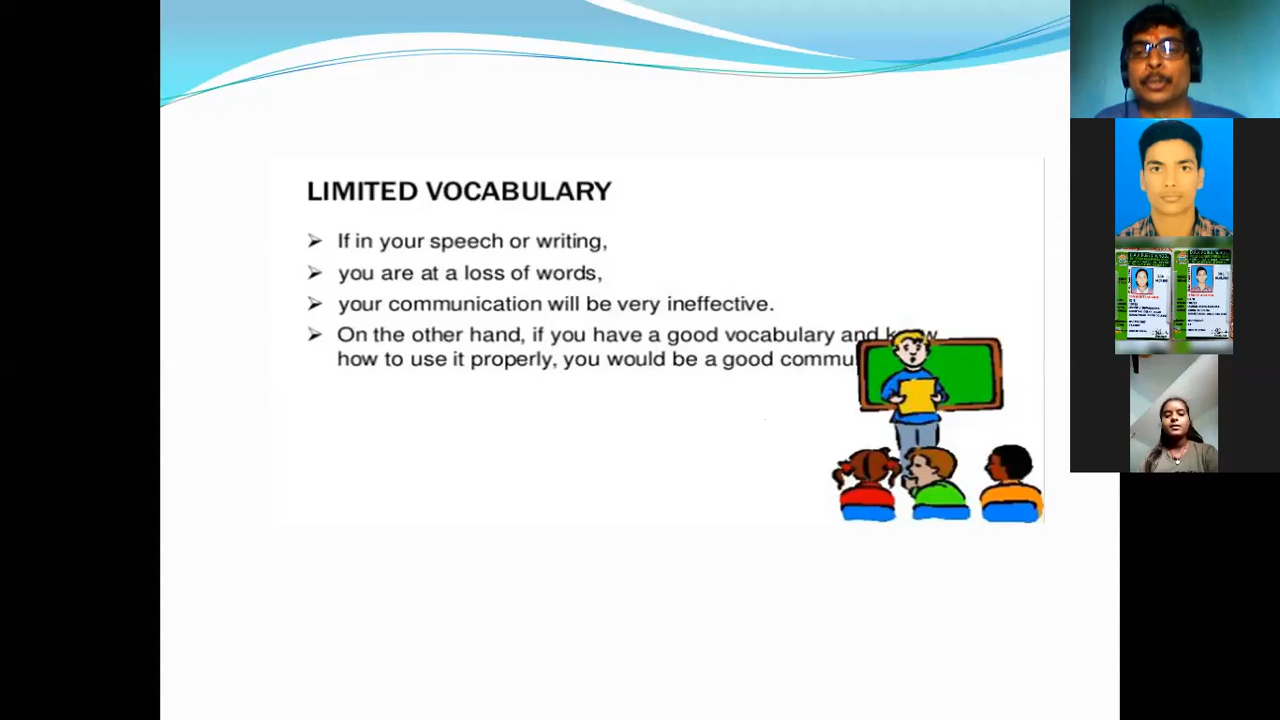 LIMITED VOCABULARY
➢ If in your speech or writing,
➢ you are at a loss of words,
➢ your communication will be very ineffective.
➢ On the other hand, if you have a good vocabulary and
how to use it properly, you would be a good commu